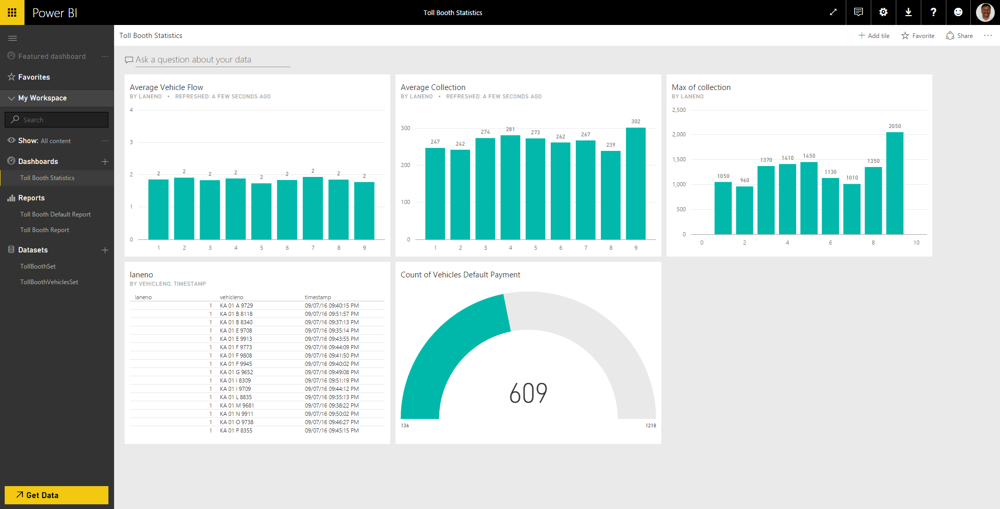 Power BI
Toll Booth Statistics
?
Toll Booth Statistics
Add tile
Favorite
Share
...
Featured dashboard ...
Favorites
My Workspace
Search
Show: All content ...
Dashboards +
Toll Booth Statistics
Reports
Toll Booth Default Report
Toll Booth Report
Datasets +
TollBoothSet
TollBoothVehiclesSet
Get Data
Ask a question about your data
Average Vehicle Flow
BY LANENO • REFRESHED: A FEW SECONDS AGO
4
3
2
1
0
2 2 2 2 2 2 2 2 2
1 2 3 4 5 6 7 8 9
Average Collection
BY LANENO • REFRESHED: A FEW SECONDS AGO
300
200
100
0
247 242 274 281 273 262 267 239 302
1 2 3 4 5 6 7 8 9
Max of collection
BY LANENO
2,500
2,000
1,500
1,000
500
0
1050 960 1370 1410 1450 1130 1010 1350 2050
0 2 4 6 8 10
laneno
BY VEHICLENO, TIMESTAMP
laneno vehicleno timestamp
1 KA 01 A 9729 09/07/16 09:40:15 PM
1 KA 01 B 8118 09/07/16 09:51:57 PM
1 KA 01 B 8340 09/07/16 09:37:13 PM
1 KA 01 E 9708 09/07/16 09:35:14 PM
1 KA 01 E 9913 09/07/16 09:43:55 PM
1 KA 01 F 9773 09/07/16 09:44:09 PM
1 KA 01 F 9808 09/07/16 09:41:50 PM
1 KA 01 F 9945 09/07/16 09:40:02 PM
1 KA 01 G 9652 09/07/16 09:49:08 PM
1 KA 01 I 8309 09/07/16 09:51:19 PM
1 KA 01 I 9709 09/07/16 09:44:12 PM
1 KA 01 L 8835 09/07/16 09:35:13 PM
1 KA 01 M 9681 09/07/16 09:38:22 PM
1 KA 01 N 9911 09/07/16 09:50:02 PM
1 KA 01 O 9738 09/07/16 09:46:27 PM
1 KA 01 P 8355 09/07/16 09:45:15 PM
Count of Vehicles Default Payment
609
136 1218